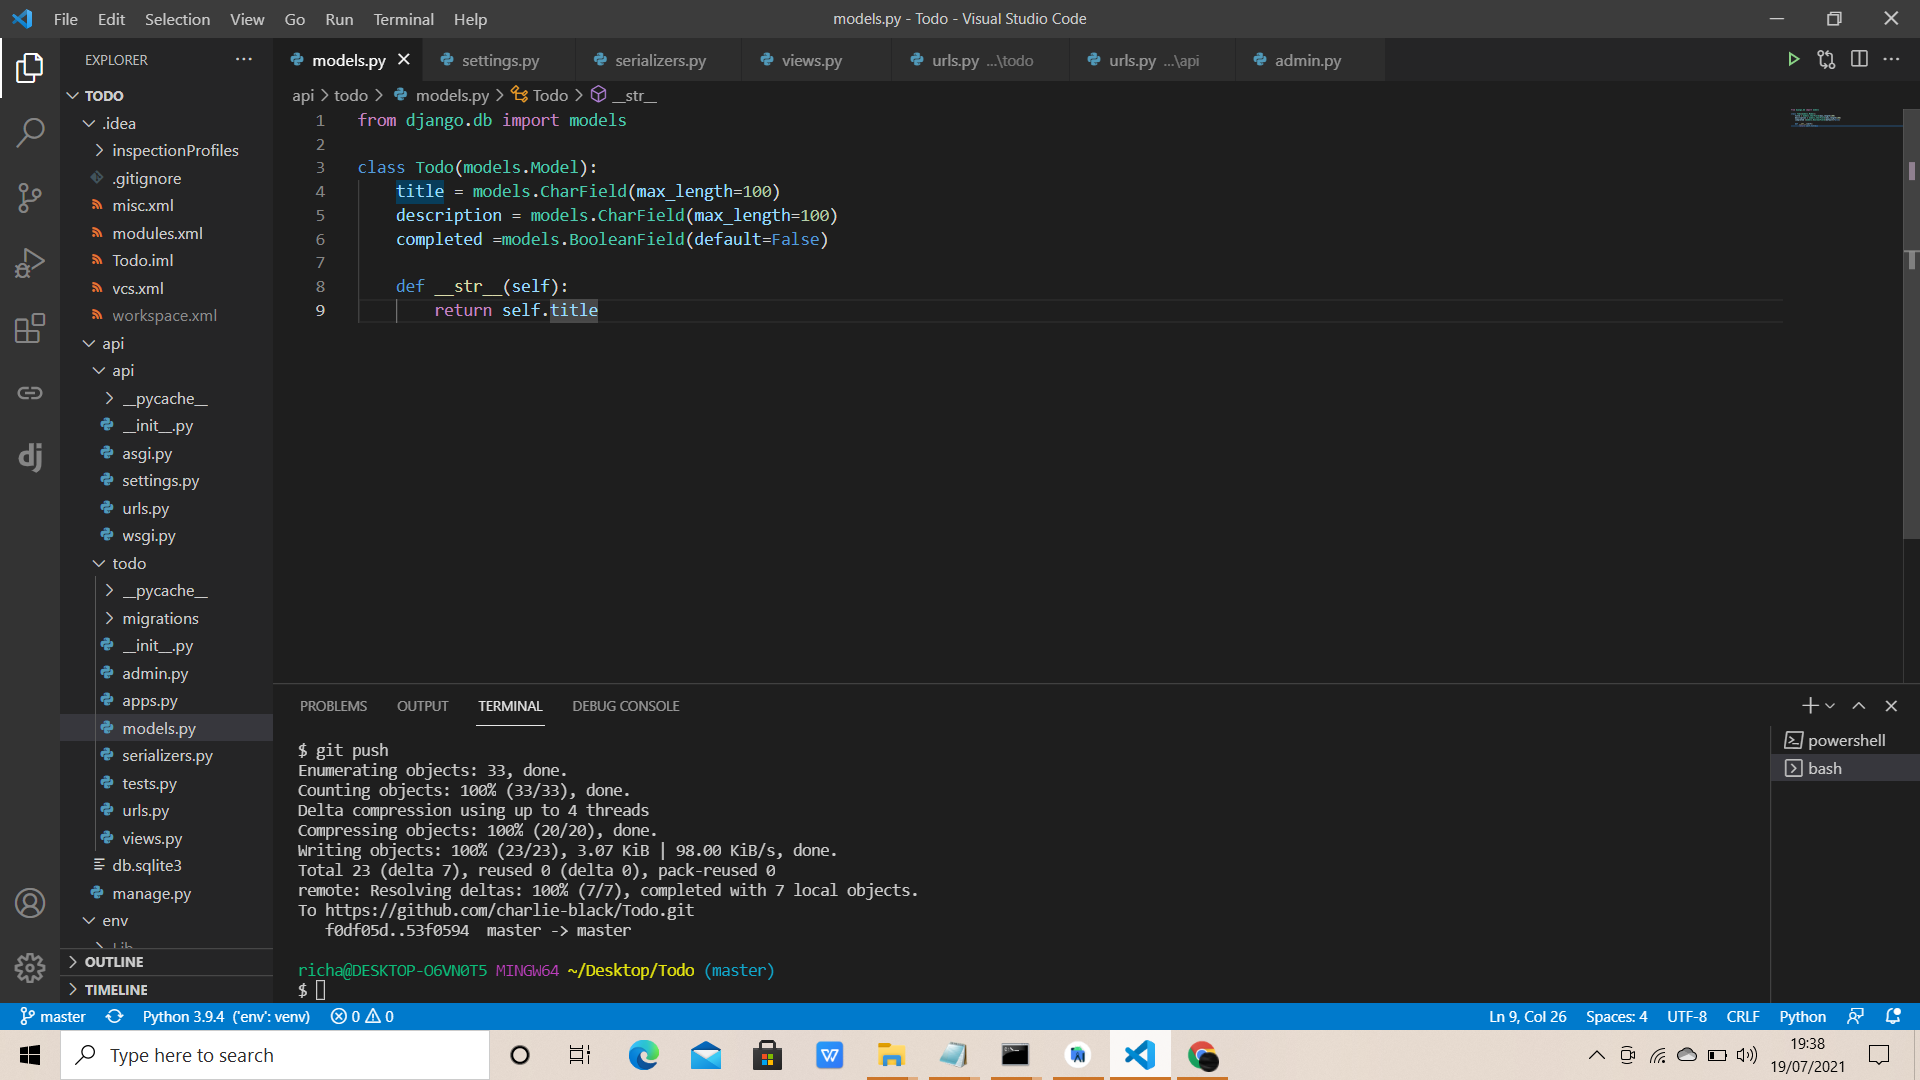 File Edit Selection View Go Run Terminal Help
models.py - Todo - Visual Studio Code
EXPLORER
TODO
.idea
inspectionProfiles
.gitignore
misc.xml
modules.xml
Todo.iml
vcs.xml
workspace.xml
api
api
__pycache__
__init__.py
asgi.py
settings.py
urls.py
wsgi.py
todo
__pycache__
migrations
__init__.py
admin.py
apps.py
models.py
serializers.py
tests.py
urls.py
views.py
db.sqlite3
manage.py
env
Lib
OUTLINE
TIMELINE
models.py settings.py serializers.py views.py urls.py ...\todo urls.py ...\api admin.py
api > todo > models.py > Todo > __str__
1 from django.db import models
2
3 class Todo(models.Model):
4 title = models.CharField(max_length=100)
5 description = models.CharField(max_length=100)
6 completed =models.BooleanField(default=False)
7
8 def __str__(self):
9 return self.title
PROBLEMS OUTPUT TERMINAL DEBUG CONSOLE
$ git push
Enumerating objects: 33, done.
Counting objects: 100% (33/33), done.
Delta compression using up to 4 threads
Compressing objects: 100% (20/20), done.
Writing objects: 100% (23/23), 3.07 KiB | 98.00 KiB/s, done.
Total 23 (delta 7), reused 0 (delta 0), pack-reused 0
remote: Resolving deltas: 100% (7/7), completed with 7 local objects.
To https://github.com/charlie-black/Todo.git
f0df05d..53f0594 master -> master
richa@DESKTOP-O6VN0T5 MINGW64 ~/Desktop/Todo (master)
$
powershell
bash
master Python 3.9.4 ('env': venv) 0 0
Ln 9, Col 26 Spaces: 4 UTF-8 CRLF Python
Type here to search
19:38
19/07/2021